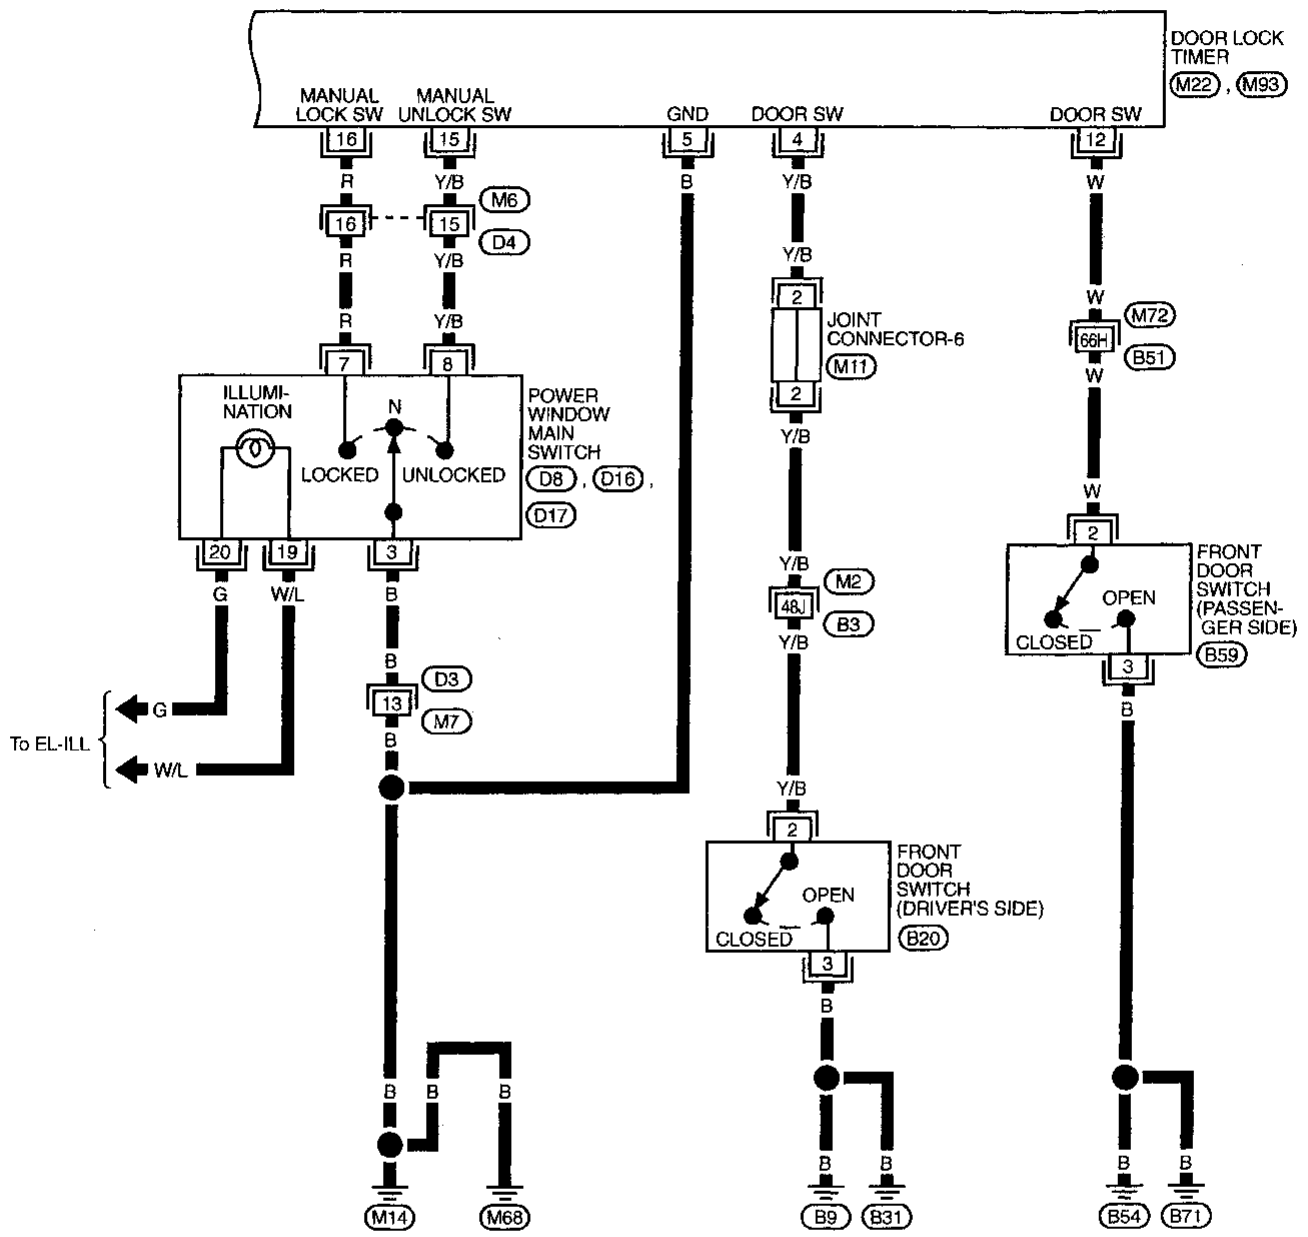 DOOR LOCK
TIMER
M22 , M93
MANUAL
LOCK SW
MANUAL
UNLOCK SW
GND
DOOR SW
DOOR SW
16
15
5
4
12
R
Y/B
B
Y/B
W
M6
16
15
D4
R
Y/B
Y/B
R
Y/B
2
W
JOINT
CONNECTOR-6
M11
2
M72
66H
B51
W
7
8
ILLUMI-
NATION
N
LOCKED
UNLOCKED
POWER
WINDOW
MAIN
SWITCH
D8 , D16 ,
D17
Y/B
W
2
20
19
3
G
W/L
B
Y/B
M2
48J
B3
Y/B
FRONT
DOOR
SWITCH
(PASSEN-
GER SIDE)
B59
OPEN
CLOSED
3
B
B
D3
13
M7
B
To EL-ILL
G
W/L
Y/B
2
FRONT
DOOR
SWITCH
(DRIVER'S SIDE)
B20
OPEN
CLOSED
3
B
B
B
B
B
B
B
B
M14
M68
B9
B31
B54
B71